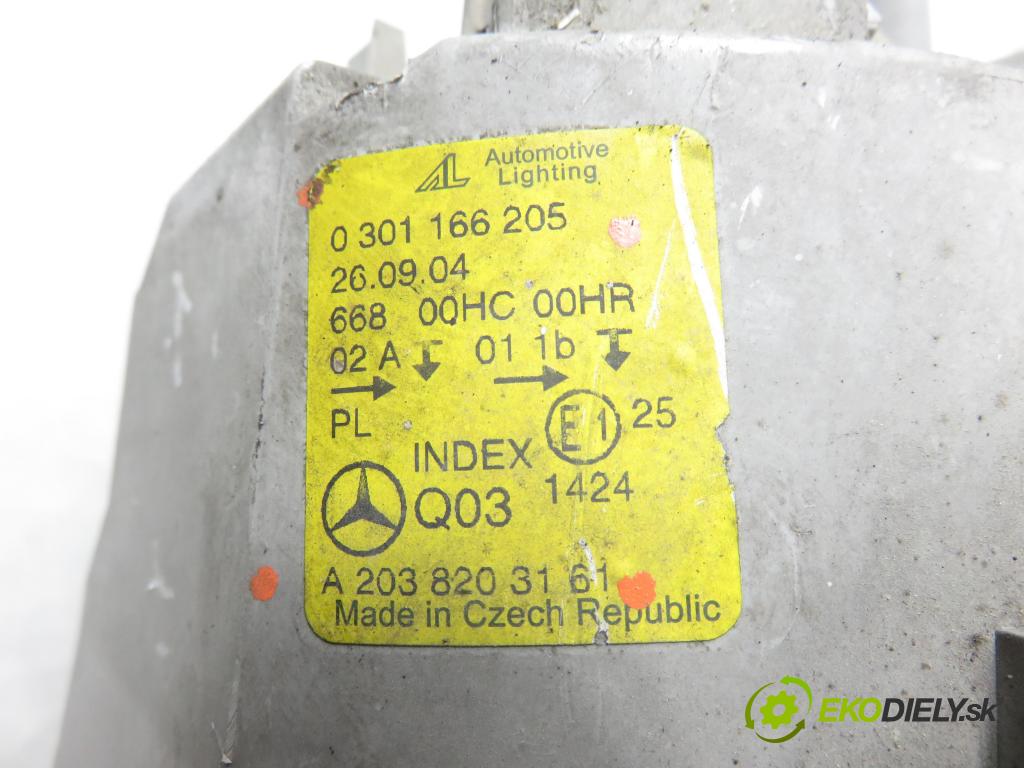 AL Automotive
Lighting
0 301 166 205
26.09.04
668 00HC 00HR
02 A 01 1b
PL E1 25
INDEX
Q03 1424
A 203 820 31 61
Made in Czech Republic
EKODIELY.sk